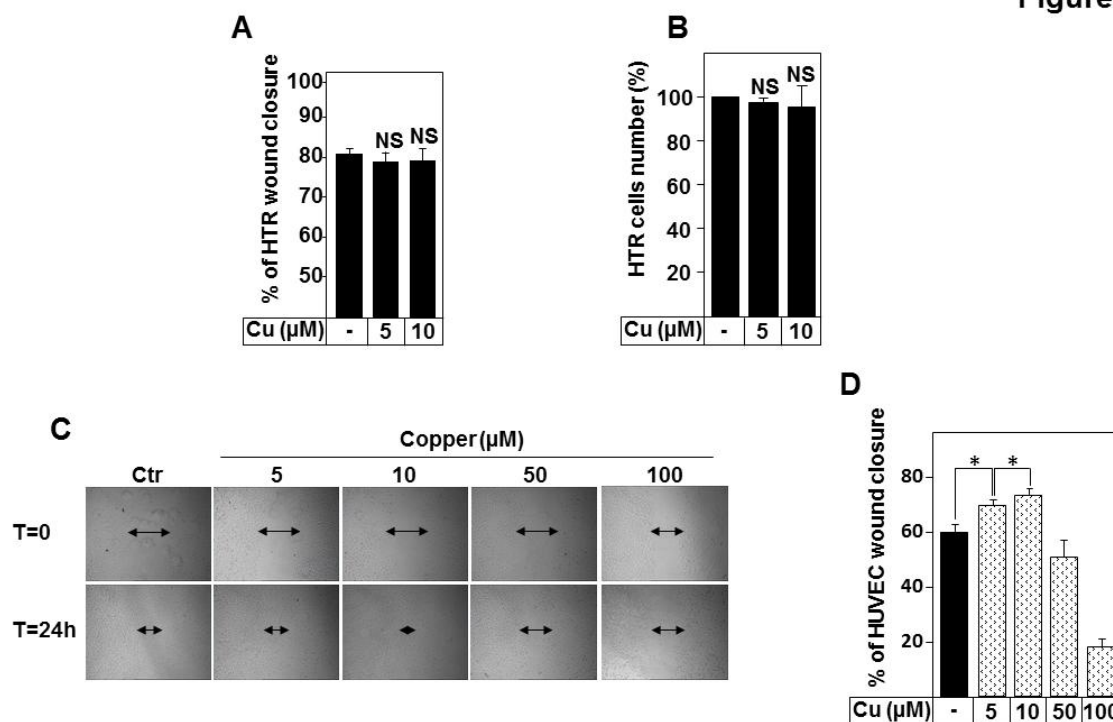 Figure
A
% of HTR wound closure
100
90
80
70
60
50
NS NS
Cu (µM) - 5 10
B
HTR cells number (%)
100
80
60
40
20
NS NS
Cu (µM) - 5 10
C
Copper (µM)
Ctr 5 10 50 100
T=0
T=24h
D
% of HUVEC wound closure
80
60
40
20
* *
Cu (µM) - 5 10 50 100